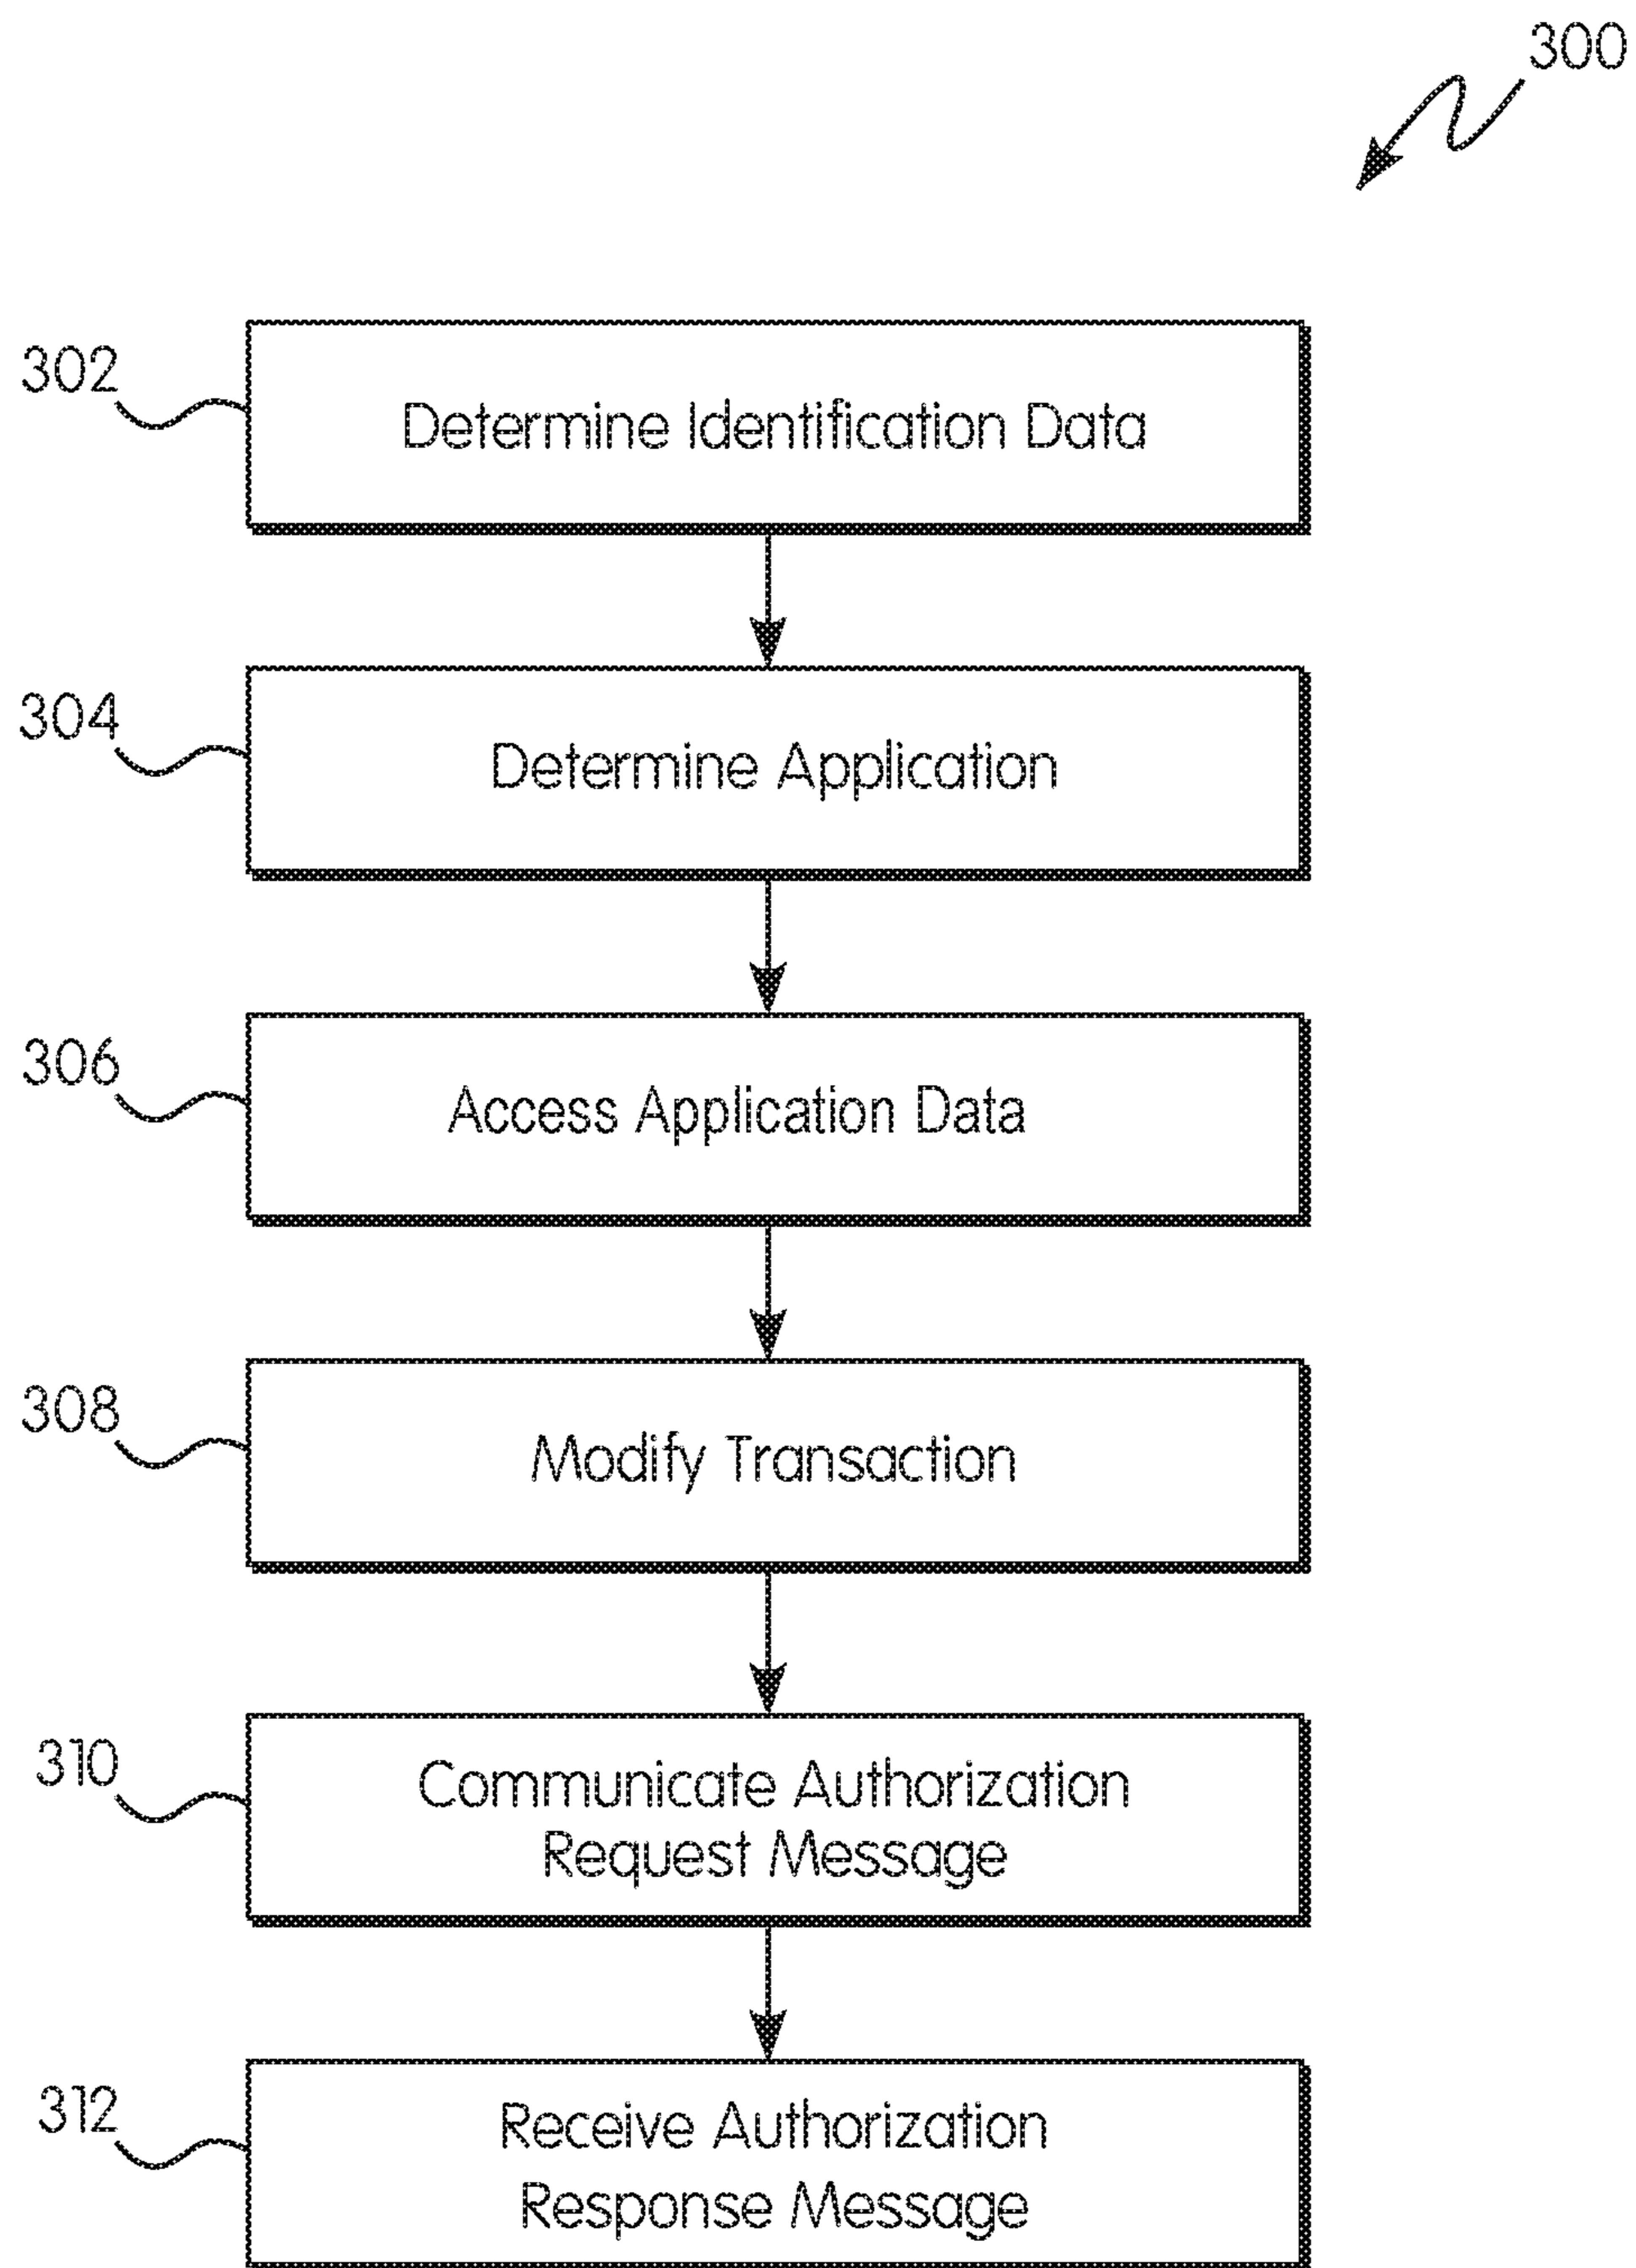 300
302
Determine Identification Data
304
Determine Application
306
Access Application Data
308
Modify Transaction
310
Communicate Authorization
Request Message
312
Receive Authorization
Response Message